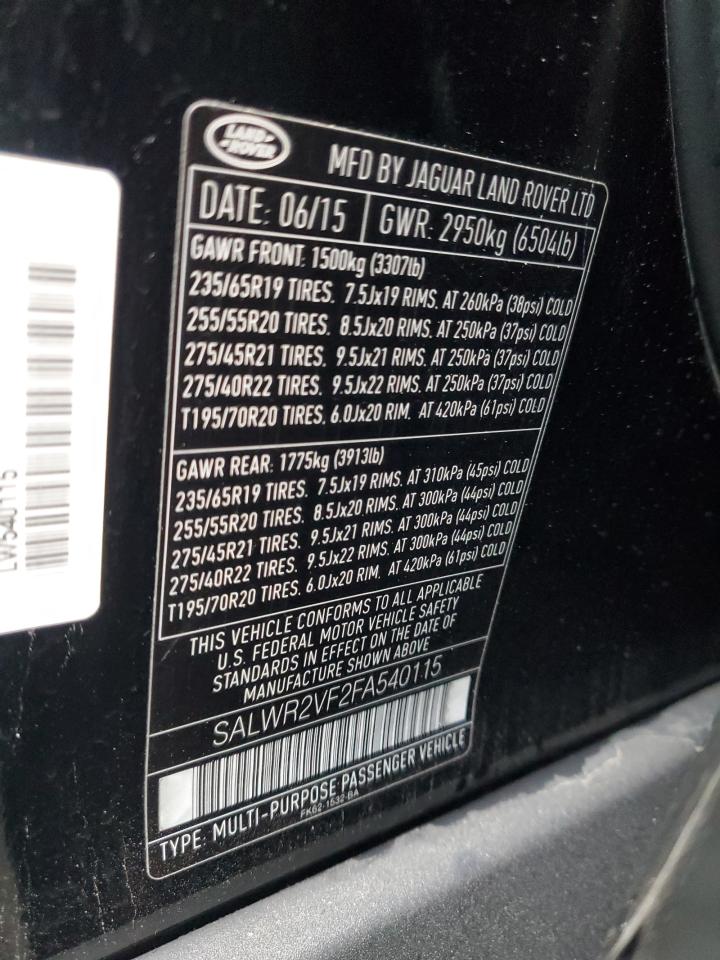 LAND
ROVER
MFD BY JAGUAR LAND ROVER LTD
DATE: 06/15 GWR: 2950kg (6504lb)
GAWR FRONT: 1500kg (3307lb)
235/65R19 TIRES. 7.5Jx19 RIMS. AT 260kPa (38psi) COLD
255/55R20 TIRES. 8.5Jx20 RIMS. AT 250kPa (37psi) COLD
275/45R21 TIRES. 9.5Jx21 RIMS. AT 250kPa (37psi) COLD
275/40R22 TIRES. 9.5Jx22 RIMS. AT 250kPa (37psi) COLD
T195/70R20 TIRES. 6.0Jx20 RIM. AT 420kPa (61psi) COLD
GAWR REAR: 1775kg (3913lb)
235/65R19 TIRES. 7.5Jx19 RIMS. AT 310kPa (45psi) COLD
255/55R20 TIRES. 8.5Jx20 RIMS. AT 300kPa (44psi) COLD
275/45R21 TIRES. 9.5Jx21 RIMS. AT 300kPa (44psi) COLD
275/40R22 TIRES. 9.5Jx22 RIMS. AT 300kPa (44psi) COLD
T195/70R20 TIRES. 6.0Jx20 RIM. AT 420kPa (61psi) COLD
THIS VEHICLE CONFORMS TO ALL APPLICABLE
U.S. FEDERAL MOTOR VEHICLE SAFETY
STANDARDS IN EFFECT ON THE DATE OF
MANUFACTURE SHOWN ABOVE
SALWR2VF2FA540115
TYPE: MULTI-PURPOSE PASSENGER VEHICLE
FK62-1532-BA